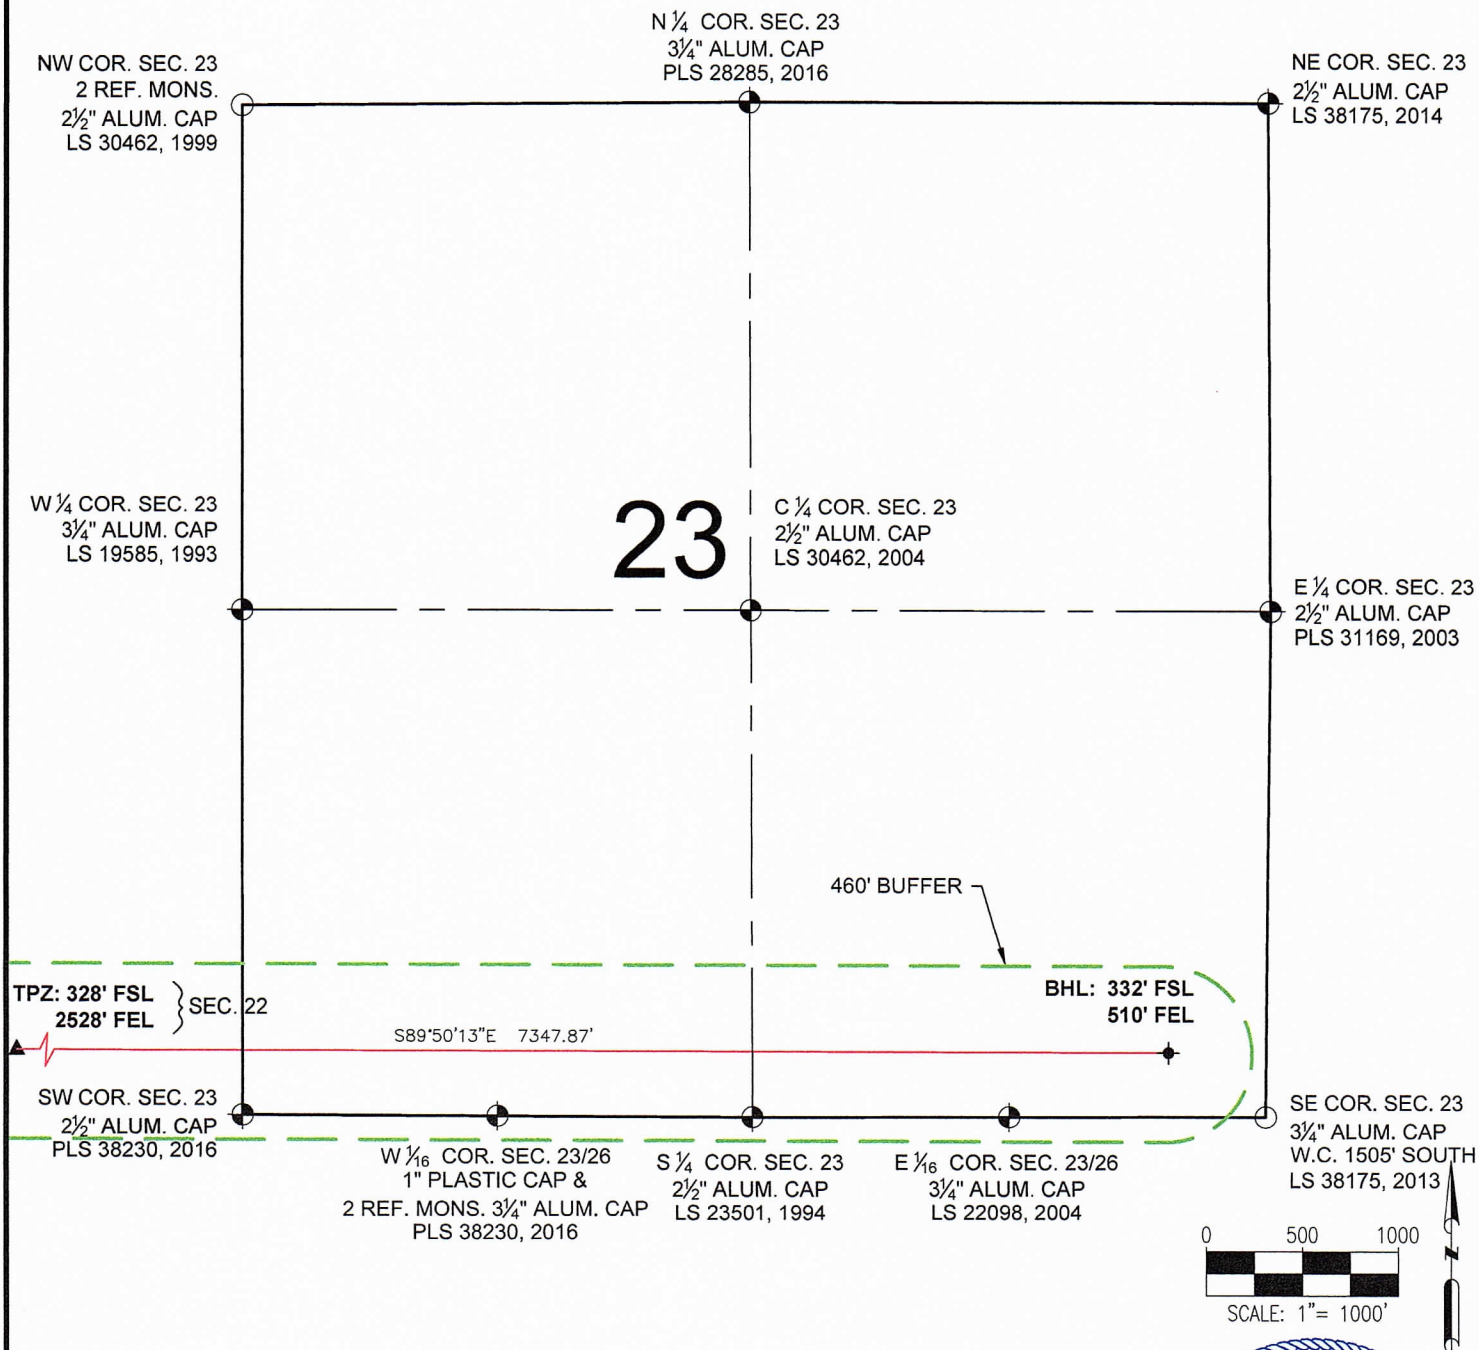 N ¼ COR. SEC. 23
3¼" ALUM. CAP
PLS 28285, 2016
NW COR. SEC. 23
2 REF. MONS.
2½" ALUM. CAP
LS 30462, 1999
NE COR. SEC. 23
2½" ALUM. CAP
LS 38175, 2014
W ¼ COR. SEC. 23
3¼" ALUM. CAP
LS 19585, 1993
23
C ¼ COR. SEC. 23
2½" ALUM. CAP
LS 30462, 2004
E ¼ COR. SEC. 23
2½" ALUM. CAP
PLS 31169, 2003
460' BUFFER
TPZ: 328' FSL
2528' FEL
SEC. 22
BHL: 332' FSL
510' FEL
S89°50'13"E 7347.87'
SW COR. SEC. 23
2½" ALUM. CAP
PLS 38230, 2016
W 1⁄16 COR. SEC. 23/26
1" PLASTIC CAP &
2 REF. MONS. 3¼" ALUM. CAP
PLS 38230, 2016
S ¼ COR. SEC. 23
2½" ALUM. CAP
LS 23501, 1994
E 1⁄16 COR. SEC. 23/26
3¼" ALUM. CAP
LS 22098, 2004
SE COR. SEC. 23
3¼" ALUM. CAP
W.C. 1505' SOUTH
LS 38175, 2013
0 500 1000
N
SCALE: 1"= 1000'